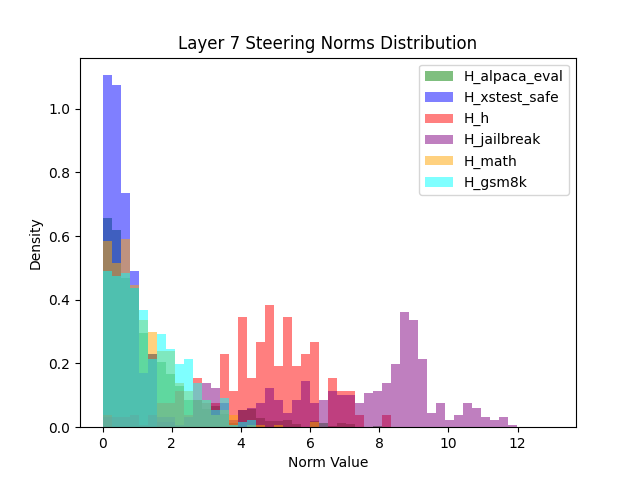 Layer 7 Steering Norms Distribution
H_alpaca_eval
H_xstest_safe
H_h
H_jailbreak
H_math
H_gsm8k
Density
1.0
0.8
0.6
0.4
0.2
0.0
0
2
4
6
8
10
12
Norm Value